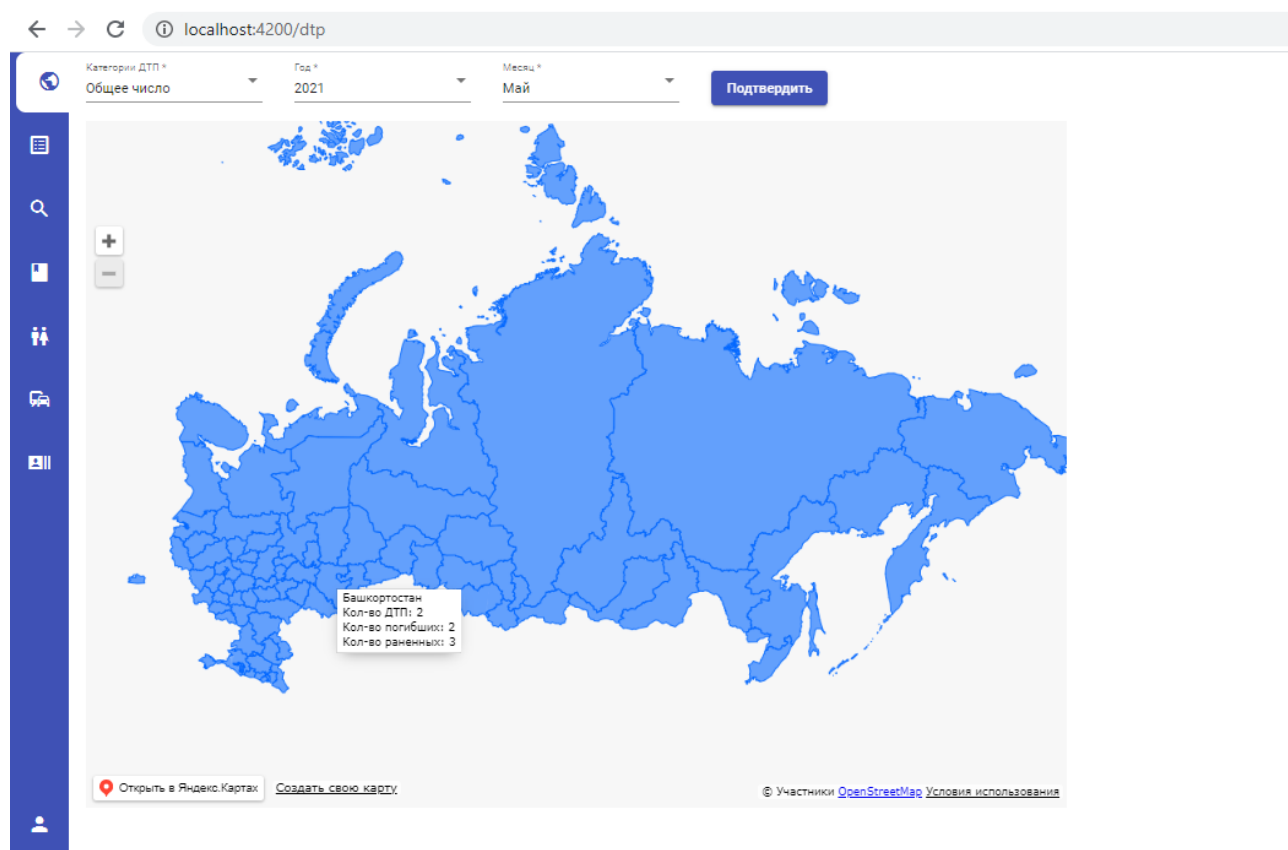 localhost:4200/dtp
Категории ДТП *
Общее число
Год *
2021
Месяц *
Май
Подтвердить
Башкортостан
Кол-во ДТП: 2
Кол-во погибших: 2
Кол-во раненных: 3
Открыть в Яндекс.Картах
Создать свою карту
© Участники OpenStreetMap Условия использования